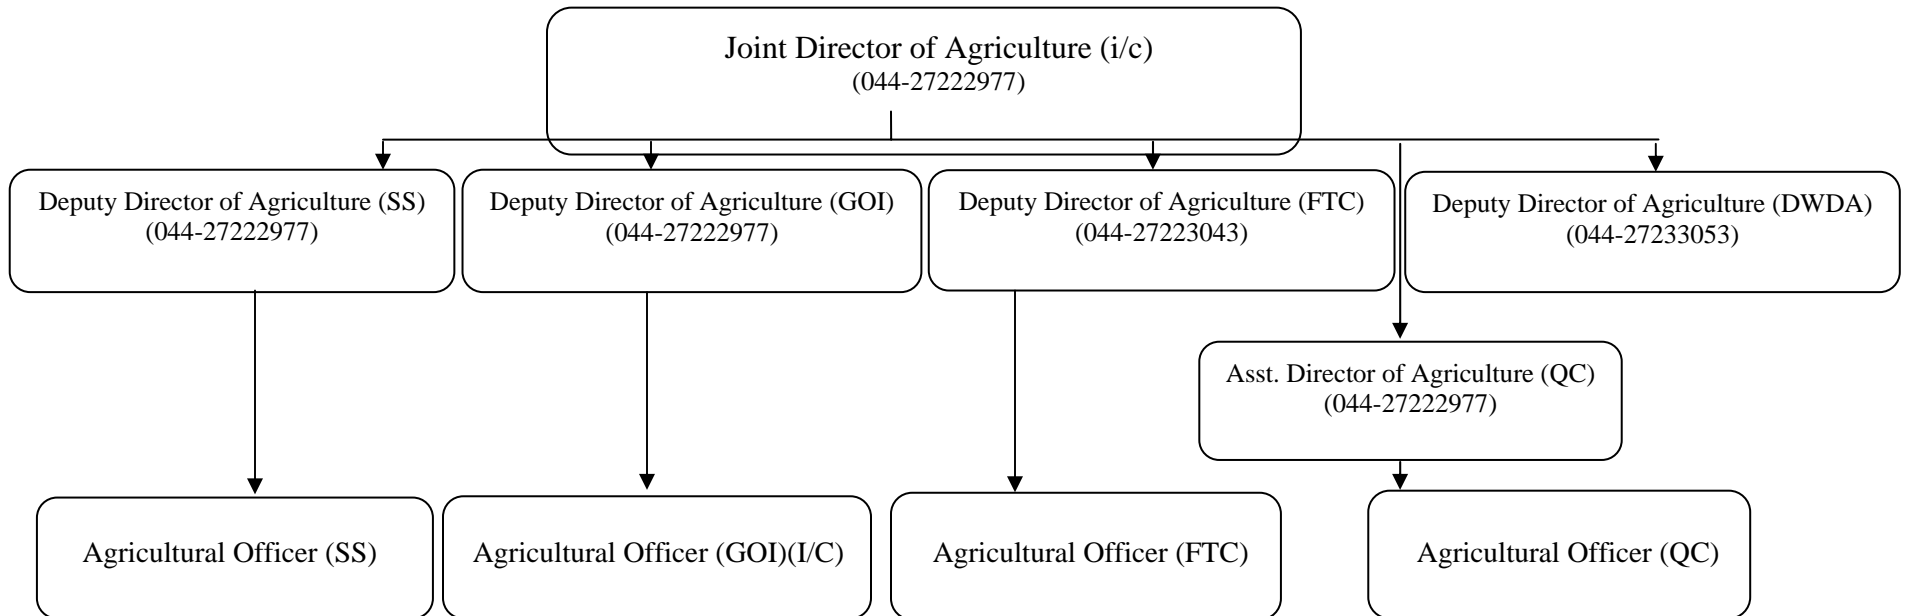 Joint Director of Agriculture (i/c)
(044-27222977)
Deputy Director of Agriculture (SS)
(044-27222977)
Deputy Director of Agriculture (GOI)
(044-27222977)
Deputy Director of Agriculture (FTC)
(044-27223043)
Deputy Director of Agriculture (DWDA)
(044-27233053)
Asst. Director of Agriculture (QC)
(044-27222977)
Agricultural Officer (SS)
Agricultural Officer (GOI)(I/C)
Agricultural Officer (FTC)
Agricultural Officer (QC)